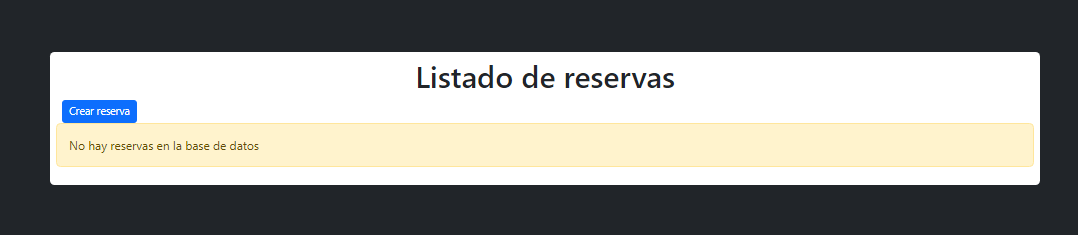 Listado de reservas
Crear reserva
No hay reservas en la base de datos